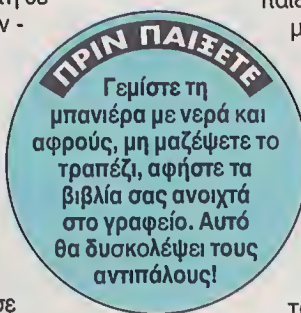 ΠΡΙΝ ΠΑΙΞΕΤΕ
Γεμίστε τη
μπανιέρα με νερά και
αφρούς, μη μαζέψετε το
τραπέζι, αφήστε τα
βιβλία σας ανοιχτά
στο γραφείο. Αυτό
θα δυσκολέψει τους
αντιπάλους!